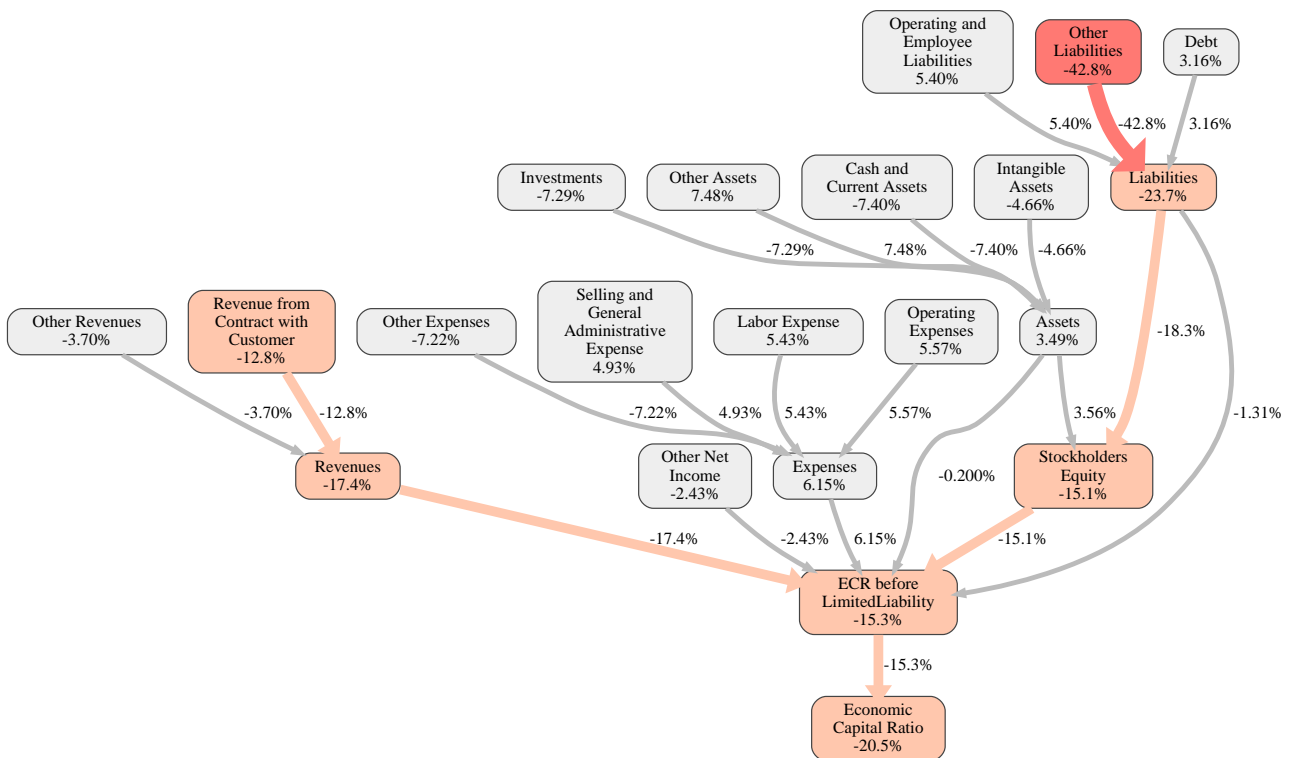 Operating and
Employee
Liabilities
5.40%
Other
Liabilities
-42.8%
Debt
3.16%
5.40%
-42.8%
3.16%
Investments
-7.29%
Other Assets
7.48%
Cash and
Current Assets
-7.40%
Intangible
Assets
-4.66%
Liabilities
-23.7%
-7.29%
7.48%
-7.40%
-4.66%
Other Revenues
-3.70%
Revenue from
Contract with
Customer
-12.8%
Other Expenses
-7.22%
Selling and
General
Administrative
Expense
4.93%
Labor Expense
5.43%
Operating
Expenses
5.57%
Assets
3.49%
-18.3%
-3.70%
-12.8%
-7.22%
4.93%
5.43%
5.57%
3.56%
-1.31%
Revenues
-17.4%
Other Net
Income
-2.43%
Expenses
6.15%
-0.200%
Stockholders
Equity
-15.1%
-17.4%
-2.43%
6.15%
-15.1%
ECR before
LimitedLiability
-15.3%
-15.3%
Economic
Capital Ratio
-20.5%